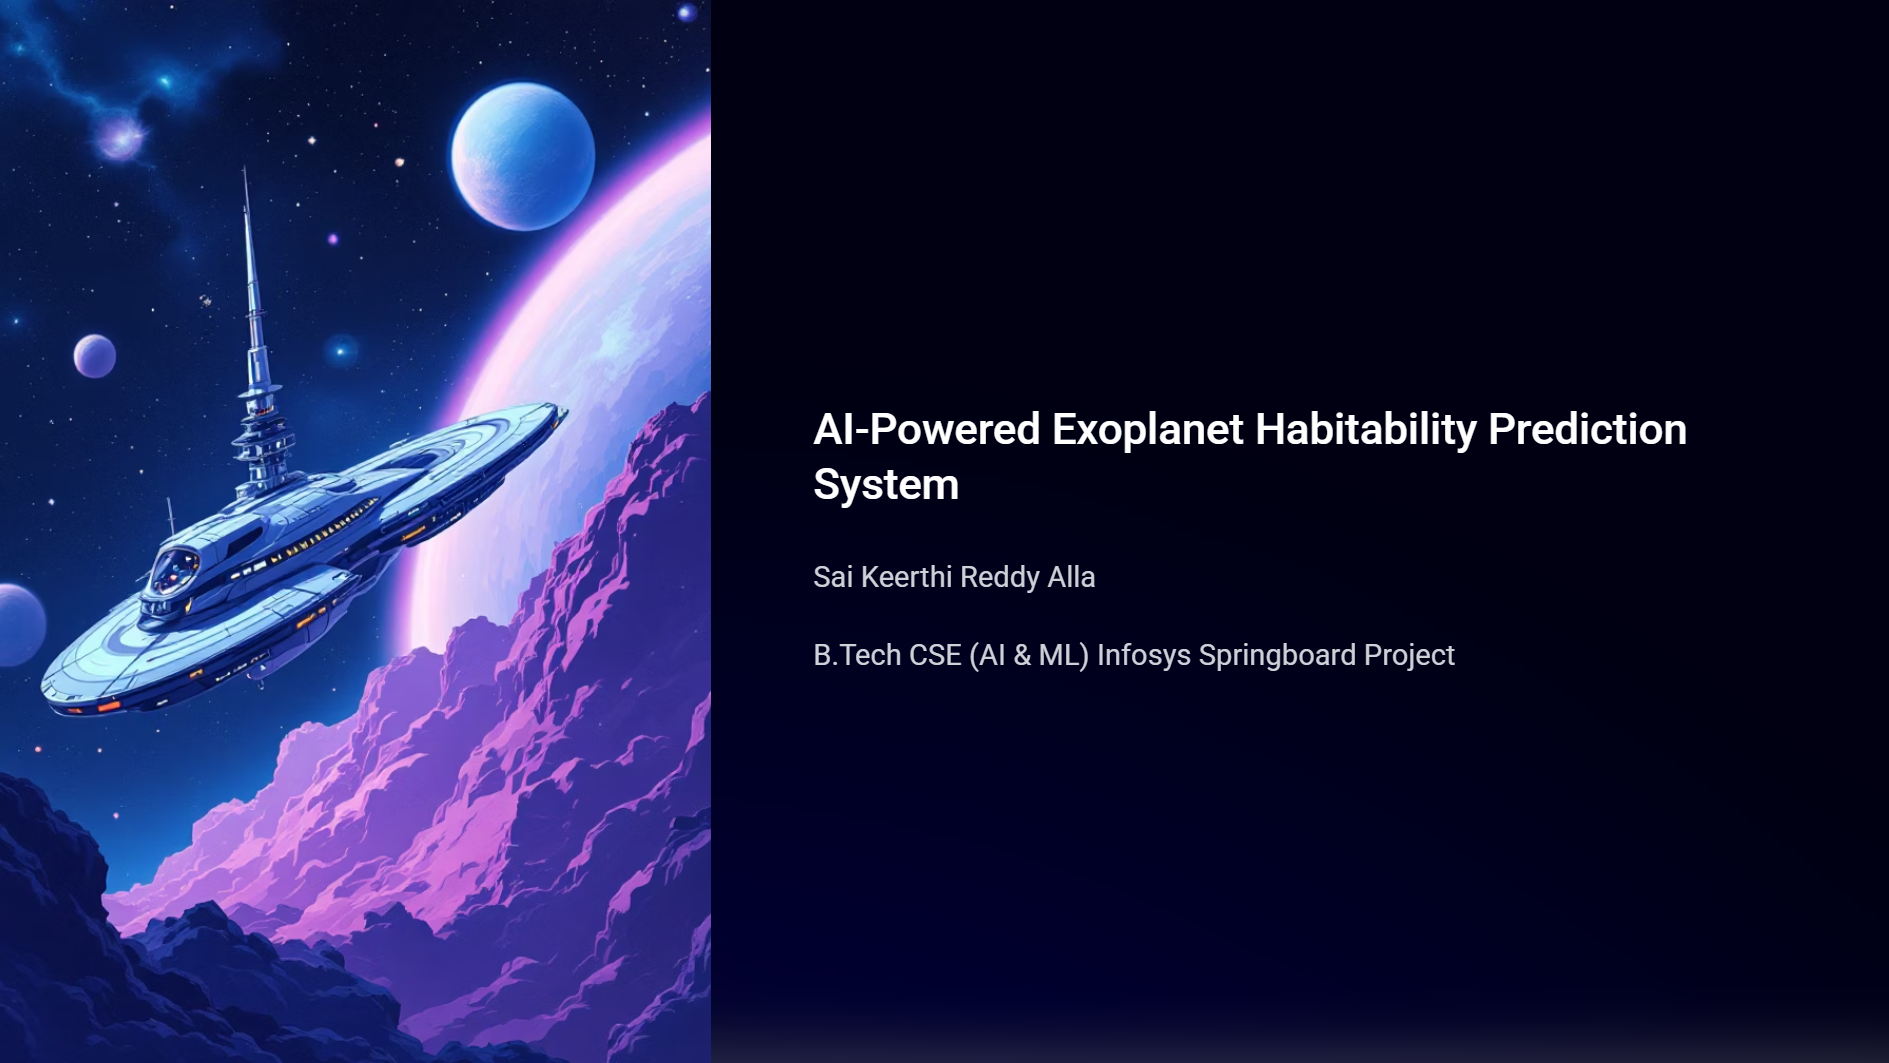 AI-Powered Exoplanet Habitability Prediction
System
Sai Keerthi Reddy Alla
B.Tech CSE (AI & ML) Infosys Springboard Project